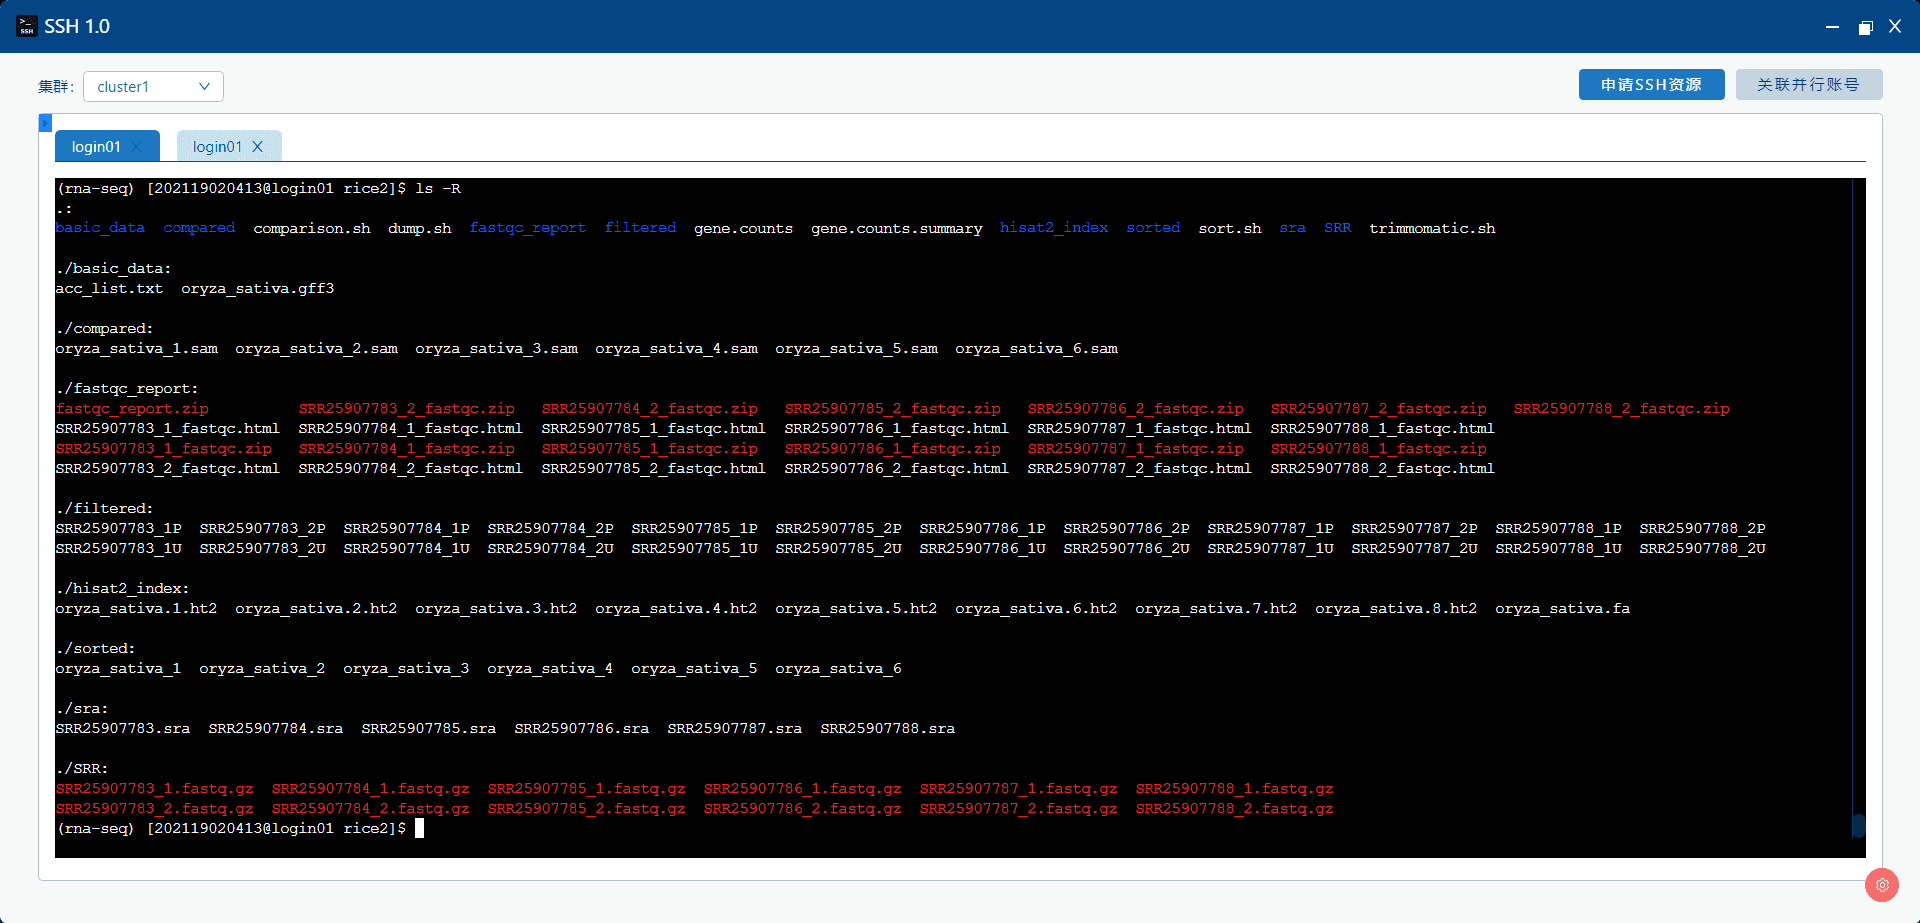 >_ SSH SSH 1.0
集群： cluster1 申请SSH资源 关联并行账号
login01 X login01 X
(rna-seq) [202119020413@login01 rice2]$ ls -R
.:
basic_data compared comparison.sh dump.sh fastqc_report filtered gene.counts gene.counts.summary hisat2_index sorted sort.sh sra SRR trimmomatic.sh
./basic_data:
acc_list.txt oryza_sativa.gff3
./compared:
oryza_sativa_1.sam oryza_sativa_2.sam oryza_sativa_3.sam oryza_sativa_4.sam oryza_sativa_5.sam oryza_sativa_6.sam
./fastqc_report:
fastqc_report.zip SRR25907783_2_fastqc.zip SRR25907784_2_fastqc.zip SRR25907785_2_fastqc.zip SRR25907786_2_fastqc.zip SRR25907787_2_fastqc.zip SRR25907788_2_fastqc.zip
SRR25907783_1_fastqc.html SRR25907784_1_fastqc.html SRR25907785_1_fastqc.html SRR25907786_1_fastqc.html SRR25907787_1_fastqc.html SRR25907788_1_fastqc.html
SRR25907783_1_fastqc.zip SRR25907784_1_fastqc.zip SRR25907785_1_fastqc.zip SRR25907786_1_fastqc.zip SRR25907787_1_fastqc.zip SRR25907788_1_fastqc.zip
SRR25907783_2_fastqc.html SRR25907784_2_fastqc.html SRR25907785_2_fastqc.html SRR25907786_2_fastqc.html SRR25907787_2_fastqc.html SRR25907788_2_fastqc.html
./filtered:
SRR25907783_1P SRR25907783_2P SRR25907784_1P SRR25907784_2P SRR25907785_1P SRR25907785_2P SRR25907786_1P SRR25907786_2P SRR25907787_1P SRR25907787_2P SRR25907788_1P SRR25907788_2P
SRR25907783_1U SRR25907783_2U SRR25907784_1U SRR25907784_2U SRR25907785_1U SRR25907785_2U SRR25907786_1U SRR25907786_2U SRR25907787_1U SRR25907787_2U SRR25907788_1U SRR25907788_2U
./hisat2_index:
oryza_sativa.1.ht2 oryza_sativa.2.ht2 oryza_sativa.3.ht2 oryza_sativa.4.ht2 oryza_sativa.5.ht2 oryza_sativa.6.ht2 oryza_sativa.7.ht2 oryza_sativa.8.ht2 oryza_sativa.fa
./sorted:
oryza_sativa_1 oryza_sativa_2 oryza_sativa_3 oryza_sativa_4 oryza_sativa_5 oryza_sativa_6
./sra:
SRR25907783.sra SRR25907784.sra SRR25907785.sra SRR25907786.sra SRR25907787.sra SRR25907788.sra
./SRR:
SRR25907783_1.fastq.gz SRR25907784_1.fastq.gz SRR25907785_1.fastq.gz SRR25907786_1.fastq.gz SRR25907787_1.fastq.gz SRR25907788_1.fastq.gz
SRR25907783_2.fastq.gz SRR25907784_2.fastq.gz SRR25907785_2.fastq.gz SRR25907786_2.fastq.gz SRR25907787_2.fastq.gz SRR25907788_2.fastq.gz
(rna-seq) [202119020413@login01 rice2]$